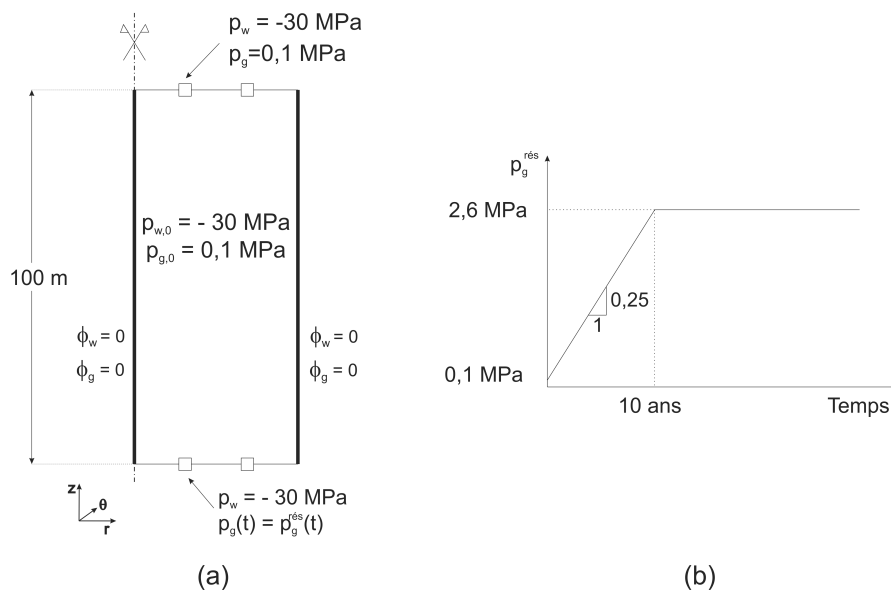 p_w = -30 MPa
p_g=0,1 MPa
100 m
p_w,0 = - 30 MPa
p_g,0 = 0,1 MPa
ϕ_w = 0
ϕ_g = 0
ϕ_w = 0
ϕ_g = 0
z
θ
r
p_w = - 30 MPa
p_g(t) = p_g^rés(t)
(a)
p_g^rés
2,6 MPa
0,25
1
0,1 MPa
10 ans
Temps
(b)